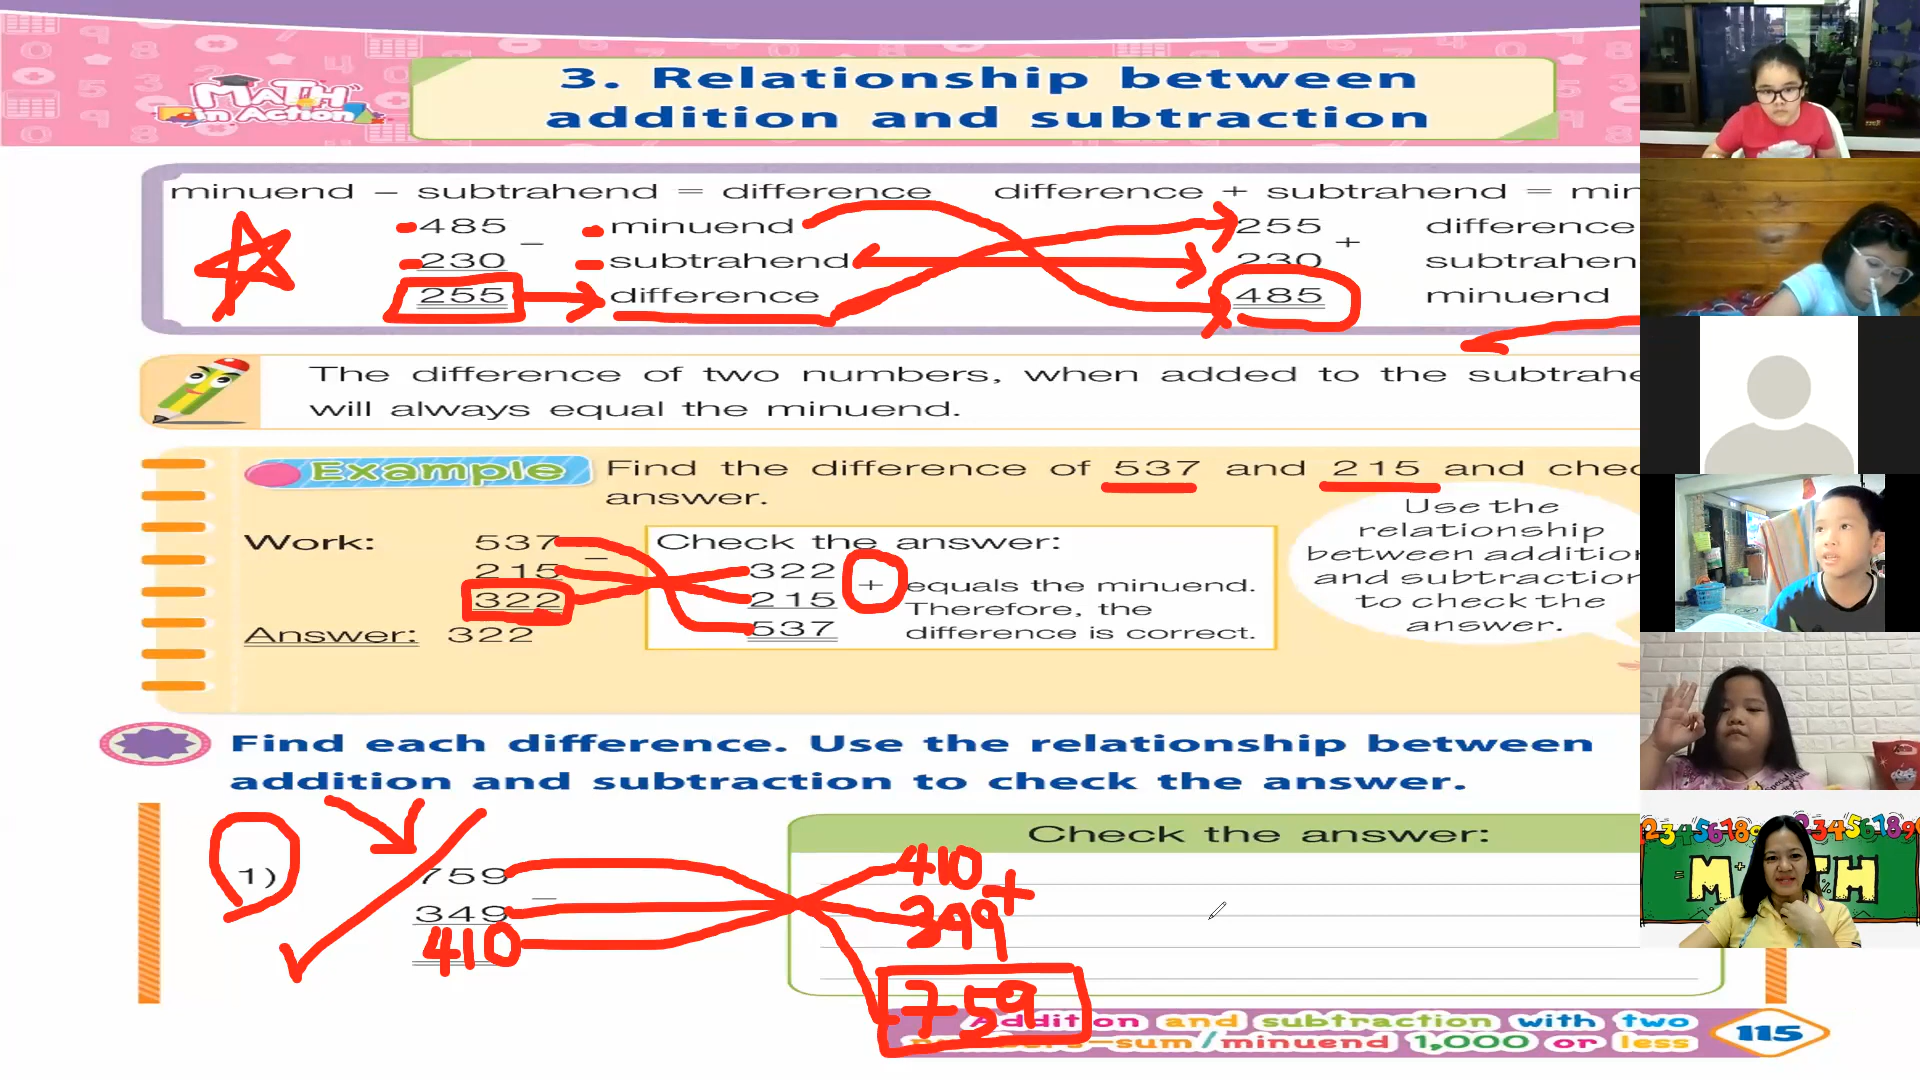 MATH
in Action
3. Relationship between
addition and subtraction
minuend − subtrahend = difference difference + subtrahend = min
485 − minuend 255 + difference
230 subtrahend 230 subtrahen
255 difference 485 minuend
The difference of two numbers, when added to the subtrahe
will always equal the minuend.
Example Find the difference of 537 and 215 and chec
answer.
Work: 537 −
215
322
Answer: 322
Check the answer:
322 +
215
537
equals the minuend.
Therefore, the
difference is correct.
Use the
relationship
between addition
and subtraction
to check the
answer.
Find each difference. Use the relationship between
addition and subtraction to check the answer.
1) 759 −
349
410
Check the answer:
410 +
399
759
Addition and subtraction with two
numbers—sum/minuend 1,000 or less
115
M+TH